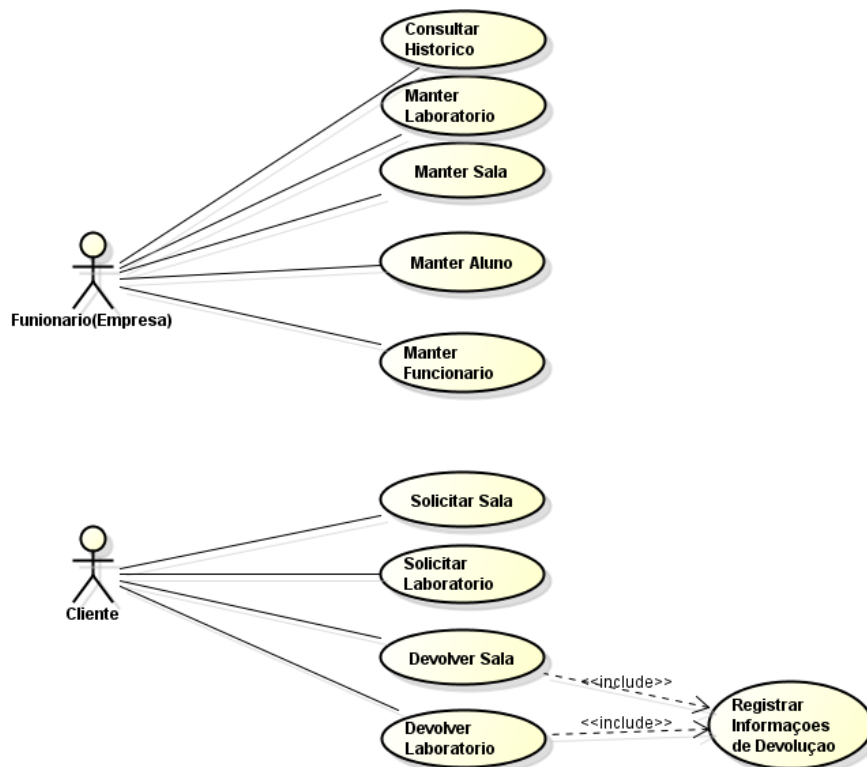 Consultar
Historico
Manter
Laboratorio
Manter Sala
Manter Aluno
Funionario(Empresa)
Manter
Funcionário
Solicitar Sala
Solicitar
Laboratorio
Cliente
Devolver Sala
<<include>>
Registrar
Informaçoes
de Devoluçao
<<include>>
Devolver
Laboratorio